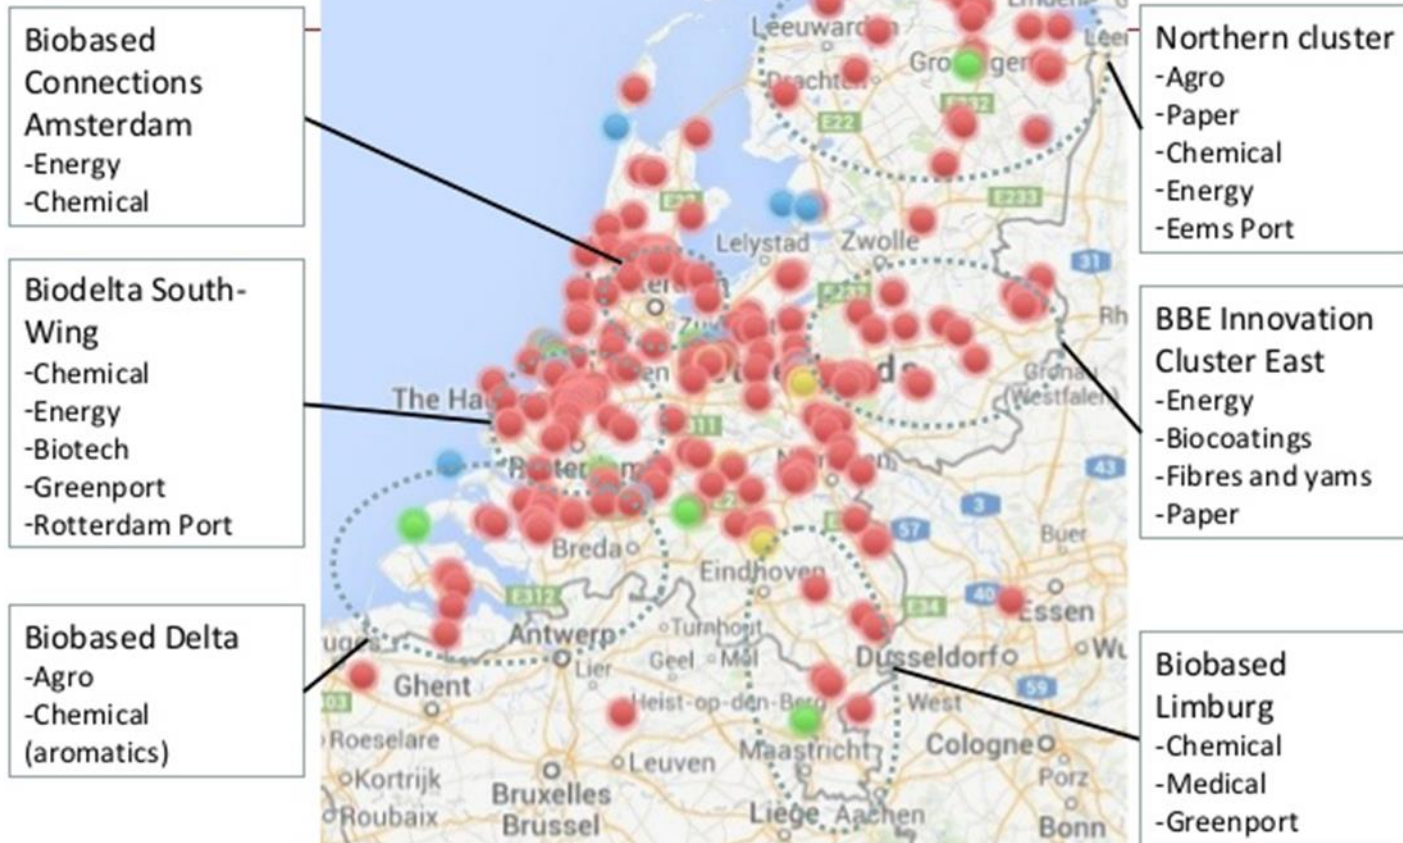 Biobased
Connections
Amsterdam
-Energy
-Chemical
Biodelta South-
Wing
-Chemical
-Energy
-Biotech
-Greenport
-Rotterdam Port
Biobased Delta
-Agro
-Chemical
(aromatics)
Leeuwarden
Drachten
E22
E232
E233
Lelystad
Zwolle
31
E232
The Ha
43
3
57
Buer
Breda
Eindhoven
E312
E34
40
Essen
Antwerp
Turnhout
Lier
Geel
Mol
Düsseldorf
Wu
59
Ghent
Heist-op-den-Berg
West
Roeselare
Maastricht
Cologne
Leuven
Kortrijk
Porz
Bruxelles
Brussel
Roubaix
Liège
Aachen
Bonn
Gronau
(Westfalen)
Northern cluster
-Agro
-Paper
-Chemical
-Energy
-Eems Port
BBE Innovation
Cluster East
-Energy
-Biocoatings
-Fibres and yams
-Paper
Biobased
Limburg
-Chemical
-Medical
-Greenport